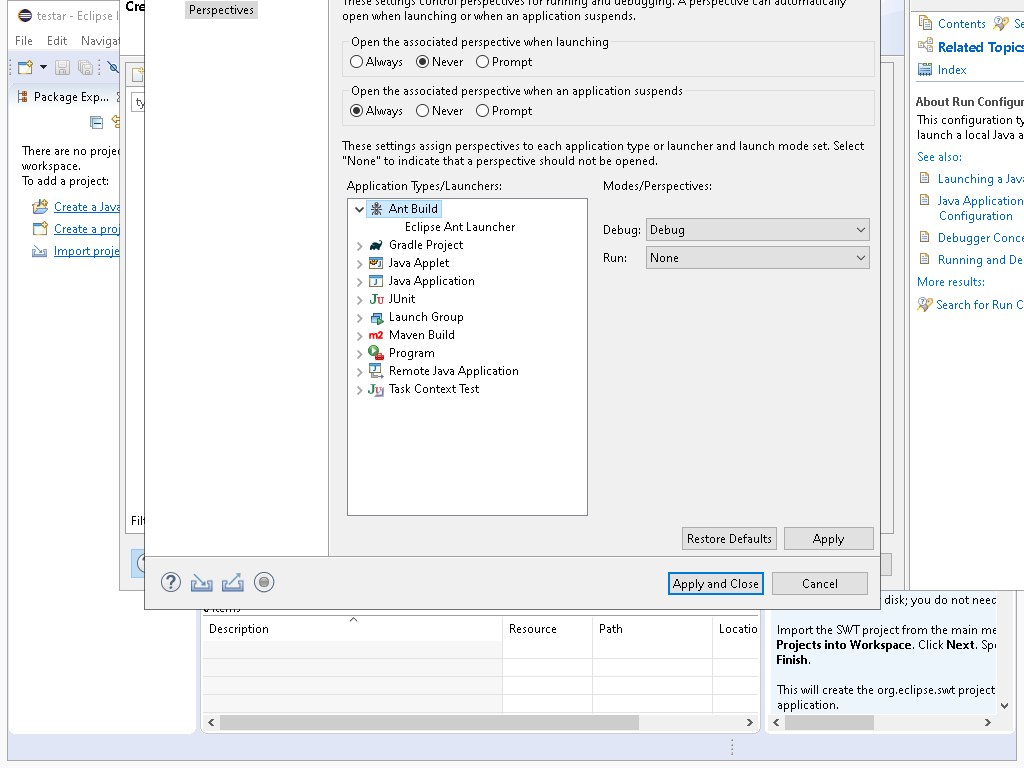 testar - Eclipse I
File Edit Navigat
Package Exp...
There are no proje
workspace.
To add a project:
Create a Java
Create a proj
Import proje
Cre
ty
Filt
Perspectives
These settings control perspectives for running and debugging. A perspective can automatically
open when launching or when an application suspends.
Open the associated perspective when launching
Always Never Prompt
Open the associated perspective when an application suspends
Always Never Prompt
These settings assign perspectives to each application type or launcher and launch mode set. Select
"None" to indicate that a perspective should not be opened.
Application Types/Launchers:
Modes/Perspectives:
Ant Build
Eclipse Ant Launcher
Gradle Project
Java Applet
Java Application
JUnit
Launch Group
Maven Build
Program
Remote Java Application
Task Context Test
Debug: Debug
Run: None
Restore Defaults Apply
Apply and Close Cancel
Contents Se
Related Topics
Index
About Run Configur
This configuration ty
launch a local Java a
See also:
Launching a Java
Java Application
Configuration
Debugger Conce
Running and De
More results:
Search for Run C
items
Description Resource Path Locatio
disk; you do not need
Import the SWT project from the main me
Projects into Workspace. Click Next. Spe
Finish.
This will create the org.eclipse.swt project
application.